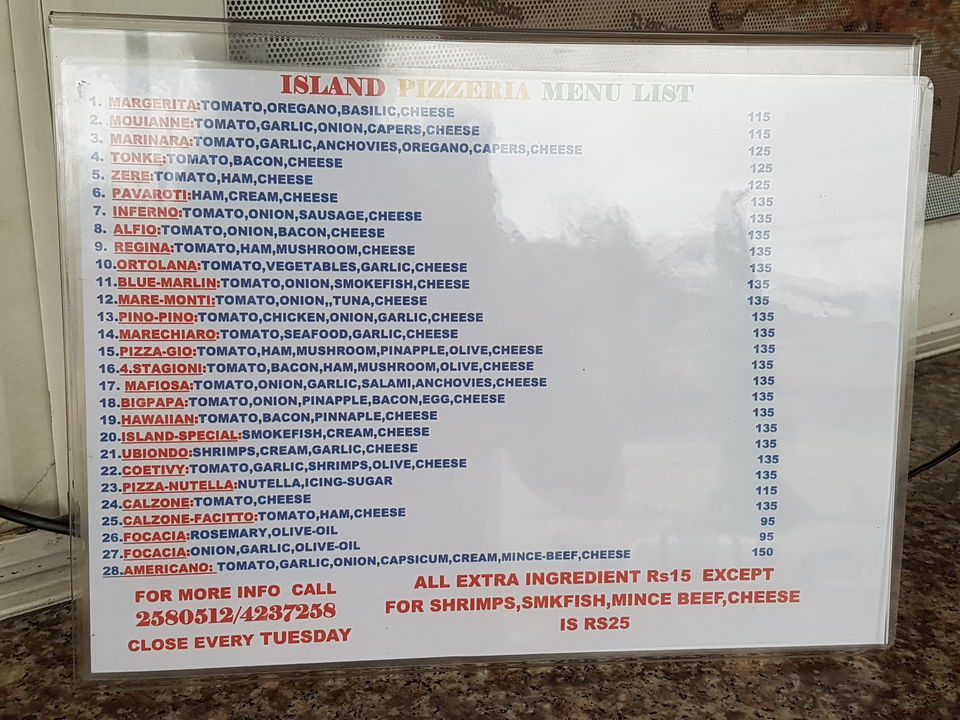 ISLAND PIZZERIA MENU LIST
1. MARGERITA:TOMATO,OREGANO,BASILIC,CHEESE 115
2. MOUIANNE:TOMATO,GARLIC,ONION,CAPERS,CHEESE 115
3. MARINARA:TOMATO,GARLIC,ANCHOVIES,OREGANO,CAPERS,CHEESE 125
4. TONKE:TOMATO,BACON,CHEESE 125
5. ZERE:TOMATO,HAM,CHEESE 125
6. PAVAROTI:HAM,CREAM,CHEESE 135
7. INFERNO:TOMATO,ONION,SAUSAGE,CHEESE 135
8. ALFIO:TOMATO,ONION,BACON,CHEESE 135
9. REGINA:TOMATO,HAM,MUSHROOM,CHEESE 135
10.ORTOLANA:TOMATO,VEGETABLES,GARLIC,CHEESE 135
11.BLUE-MARLIN:TOMATO,ONION,SMOKEFISH,CHEESE 135
12.MARE-MONTI:TOMATO,ONION,,TUNA,CHEESE 135
13.PINO-PINO:TOMATO,CHICKEN,ONION,GARLIC,CHEESE 135
14.MARECHIARO:TOMATO,SEAFOOD,GARLIC,CHEESE 135
15.PIZZA-GIO:TOMATO,HAM,MUSHROOM,PINAPPLE,OLIVE,CHEESE 135
16.4.STAGIONI:TOMATO,BACON,HAM,MUSHROOM,OLIVE,CHEESE 135
17. MAFIOSA:TOMATO,ONION,GARLIC,SALAMI,ANCHOVIES,CHEESE 135
18.BIGPAPA:TOMATO,ONION,PINAPPLE,BACON,EGG,CHEESE 135
19.HAWAIIAN:TOMATO,BACON,PINNAPLE,CHEESE 135
20.ISLAND-SPECIAL:SMOKEFISH,CREAM,CHEESE 135
21.UBIONDO:SHRIMPS,CREAM,GARLIC,CHEESE 135
22.COETIVY:TOMATO,GARLIC,SHRIMPS,OLIVE,CHEESE 135
23.PIZZA-NUTELLA:NUTELLA,ICING-SUGAR 135
24.CALZONE:TOMATO,CHEESE 115
25.CALZONE-FACITTO:TOMATO,HAM,CHEESE 135
26.FOCACIA:ROSEMARY,OLIVE-OIL 95
27.FOCACIA:ONION,GARLIC,OLIVE-OIL 95
28.AMERICANO: TOMATO,GARLIC,ONION,CAPSICUM,CREAM,MINCE-BEEF,CHEESE 150
FOR MORE INFO CALL
2580512/4237258
CLOSE EVERY TUESDAY
ALL EXTRA INGREDIENT Rs15 EXCEPT
FOR SHRIMPS,SMKFISH,MINCE BEEF,CHEESE
IS RS25